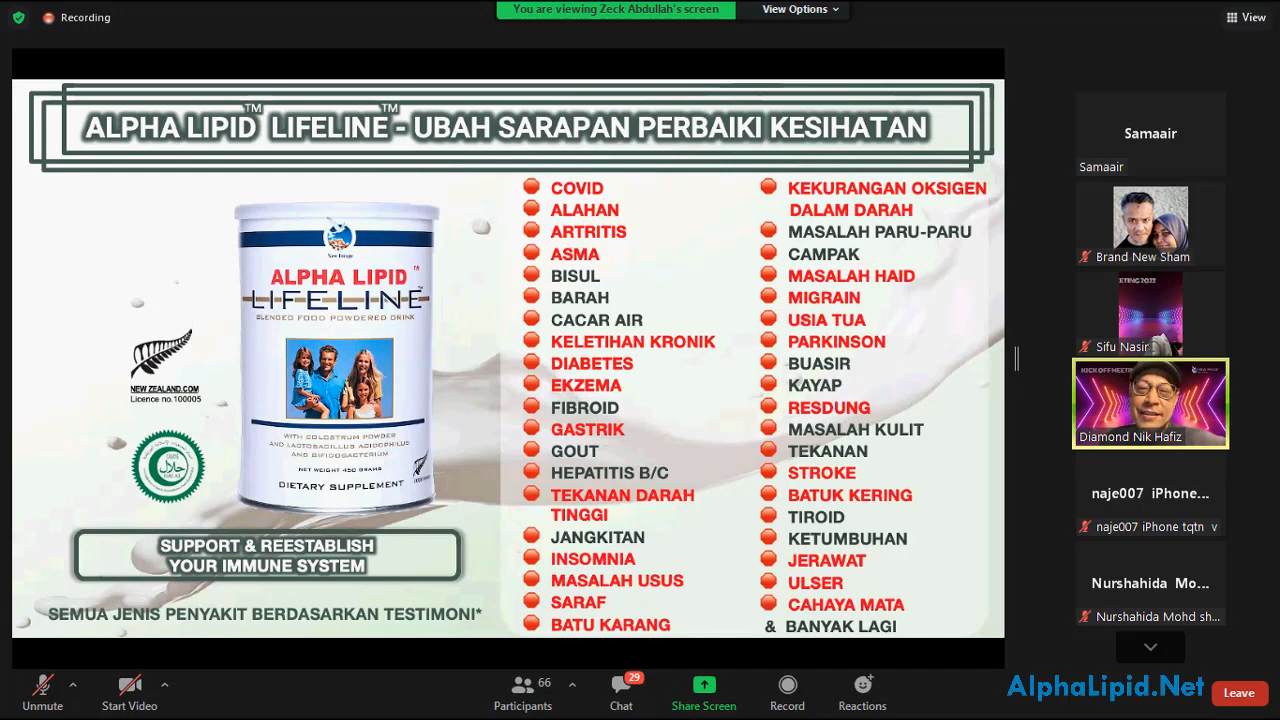 Recording
You are viewing Zeck Abdullah's screen
View Options
View
ALPHA LIPID™ LIFELINE™- UBAH SARAPAN PERBAIKI KESIHATAN
New Image
ALPHA LIPID™
LIFELINE™
BLENDED FOOD POWDERED DRINK
WITH COLOSTRUM POWDER
AND LACTOBACILLUS ACIDOPHILUS
AND BIFIDOBACTERIUM
NET WEIGHT 450 GRAMS
DIETARY SUPPLEMENT
NEW ZEALAND.COM
Licence no.100005
حلال
SUPPORT & REESTABLISH
YOUR IMMUNE SYSTEM
SEMUA JENIS PENYAKIT BERDASARKAN TESTIMONI*
COVID
ALAHAN
ARTRITIS
ASMA
BISUL
BARAH
CACAR AIR
KELETIHAN KRONIK
DIABETES
EKZEMA
FIBROID
GASTRIK
GOUT
HEPATITIS B/C
TEKANAN DARAH
TINGGI
JANGKITAN
INSOMNIA
MASALAH USUS
SARAF
BATU KARANG
KEKURANGAN OKSIGEN
DALAM DARAH
MASALAH PARU-PARU
CAMPAK
MASALAH HAID
MIGRAIN
USIA TUA
PARKINSON
BUASIR
KAYAP
RESDUNG
MASALAH KULIT
TEKANAN
STROKE
BATUK KERING
TIROID
KETUMBUHAN
JERAWAT
ULSER
CAHAYA MATA
& BANYAK LAGI
Samaair
Samaair
Brand New Sham
Sifu Nasir
KICK OFF MEETING
Diamond Nik Hafiz
naje007 iPhone...
naje007 iPhone tqtn v
Nurshahida Mo...
Nurshahida Mohd sh...
Unmute
Start Video
66
Participants
29
Chat
Share Screen
Record
Reactions
AlphaLipid.Net
Leave